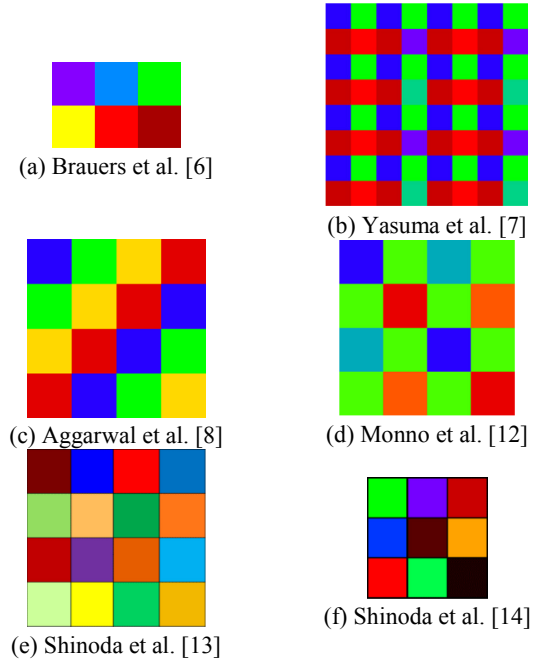 (a) Brauers et al. [6]
(b) Yasuma et al. [7]
(c) Aggarwal et al. [8]
(d) Monno et al. [12]
(e) Shinoda et al. [13]
(f) Shinoda et al. [14]